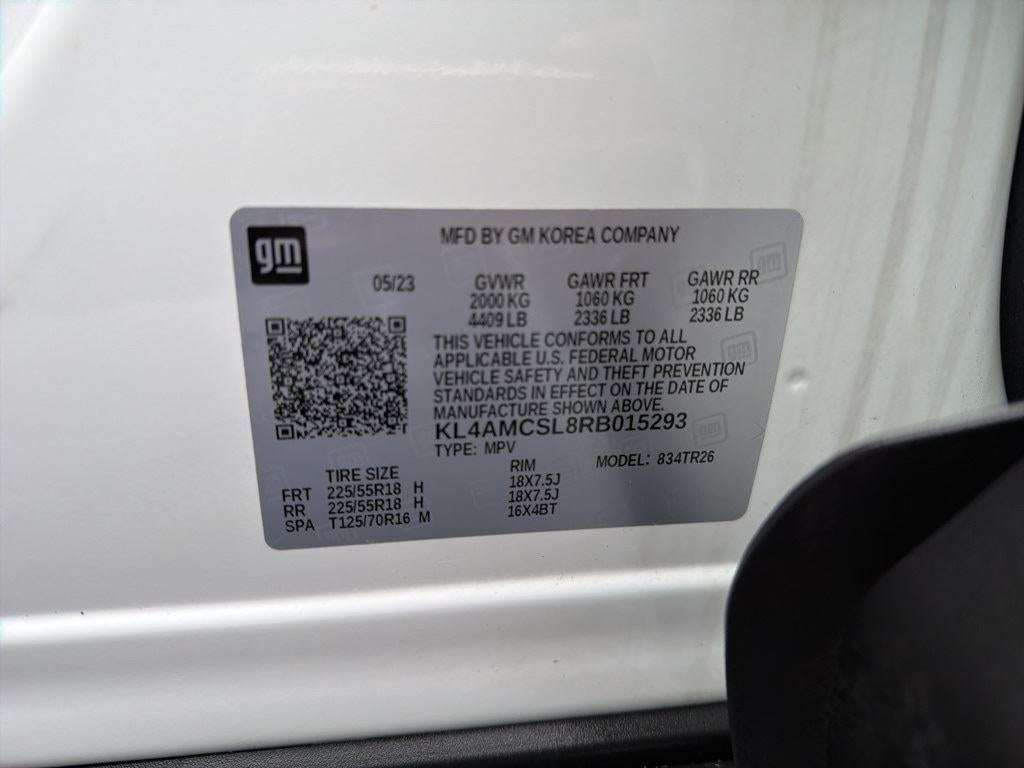 gm
MFD BY GM KOREA COMPANY
05/23 GVWR GAWR FRT GAWR RR
2000 KG 1060 KG 1060 KG
4409 LB 2336 LB 2336 LB
THIS VEHICLE CONFORMS TO ALL
APPLICABLE U.S. FEDERAL MOTOR
VEHICLE SAFETY AND THEFT PREVENTION
STANDARDS IN EFFECT ON THE DATE OF
MANUFACTURE SHOWN ABOVE.
KL4AMCSL8RB015293
TYPE: MPV MODEL: 834TR26
TIRE SIZE RIM
FRT 225/55R18 H 18X7.5J
RR 225/55R18 H 18X7.5J
SPA T125/70R16 M 16X4BT